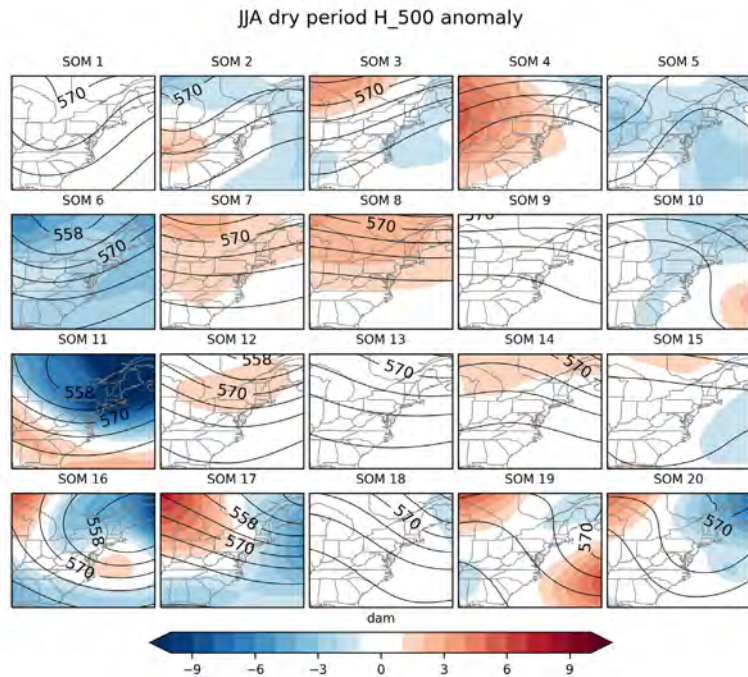 JJA dry period H_500 anomaly
SOM 1 SOM 2 SOM 3 SOM 4 SOM 5
570 570 570
SOM 6 SOM 7 SOM 8 SOM 9 SOM 10
558 570 570 570 570
SOM 11 SOM 12 SOM 13 SOM 14 SOM 15
558 570 558 570
SOM 16 SOM 17 SOM 18 SOM 19 SOM 20
558 570 558 570 570 570 570
dam
−9 −6 −3 0 3 6 9